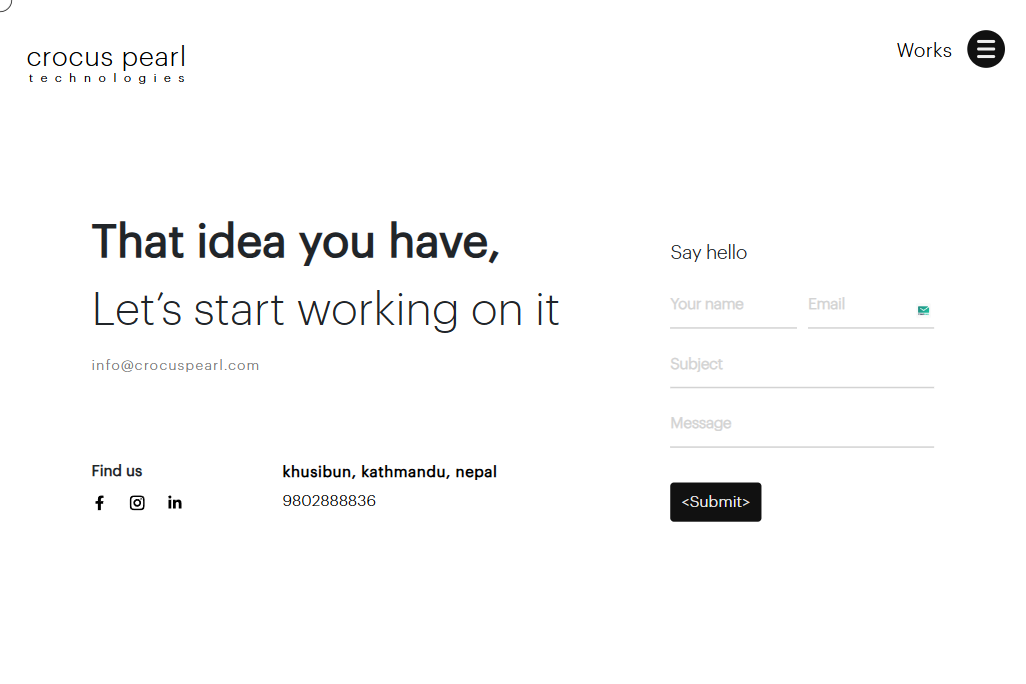 crocus pearl
technologies
Works
That idea you have,
Let’s start working on it
info@crocuspearl.com
Find us
khusibun, kathmandu, nepal
9802888836
Say hello
Your name
Email
Subject
Message
<Submit>